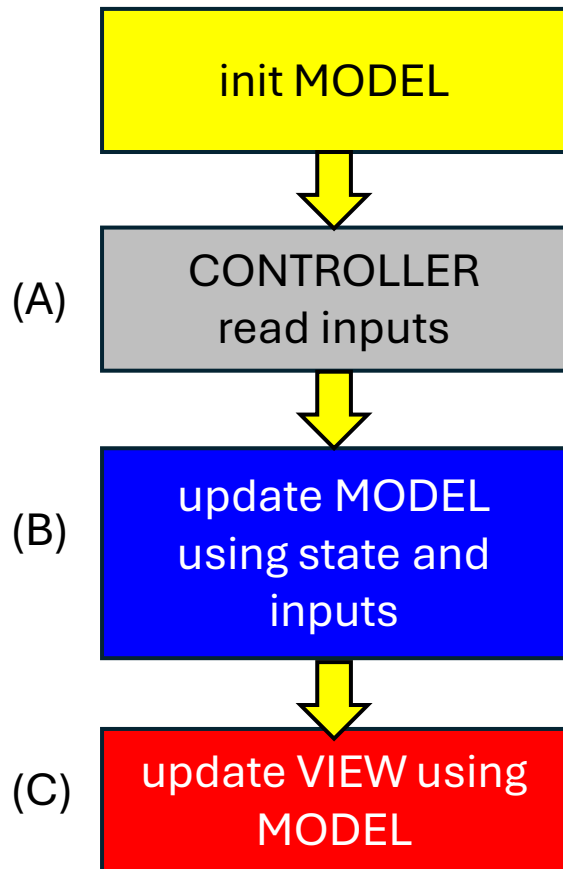 init MODEL
(A)
CONTROLLER
read inputs
(B)
update MODEL
using state and
inputs
(C)
update VIEW using
MODEL